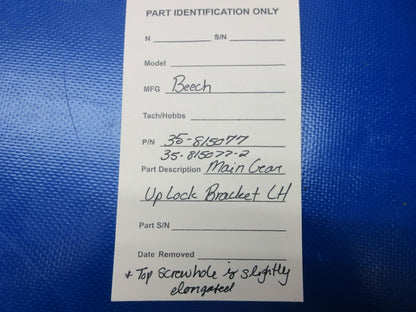 PART IDENTIFICATION ONLY
N S/N
Model
MFG Beech
Tach/Hobbs
P/N 35-815077
35-815077-2
Part Description Main Gear
Up Lock Bracket LH
Part S/N
Date Removed
* Top screwhole is slightly
elongated